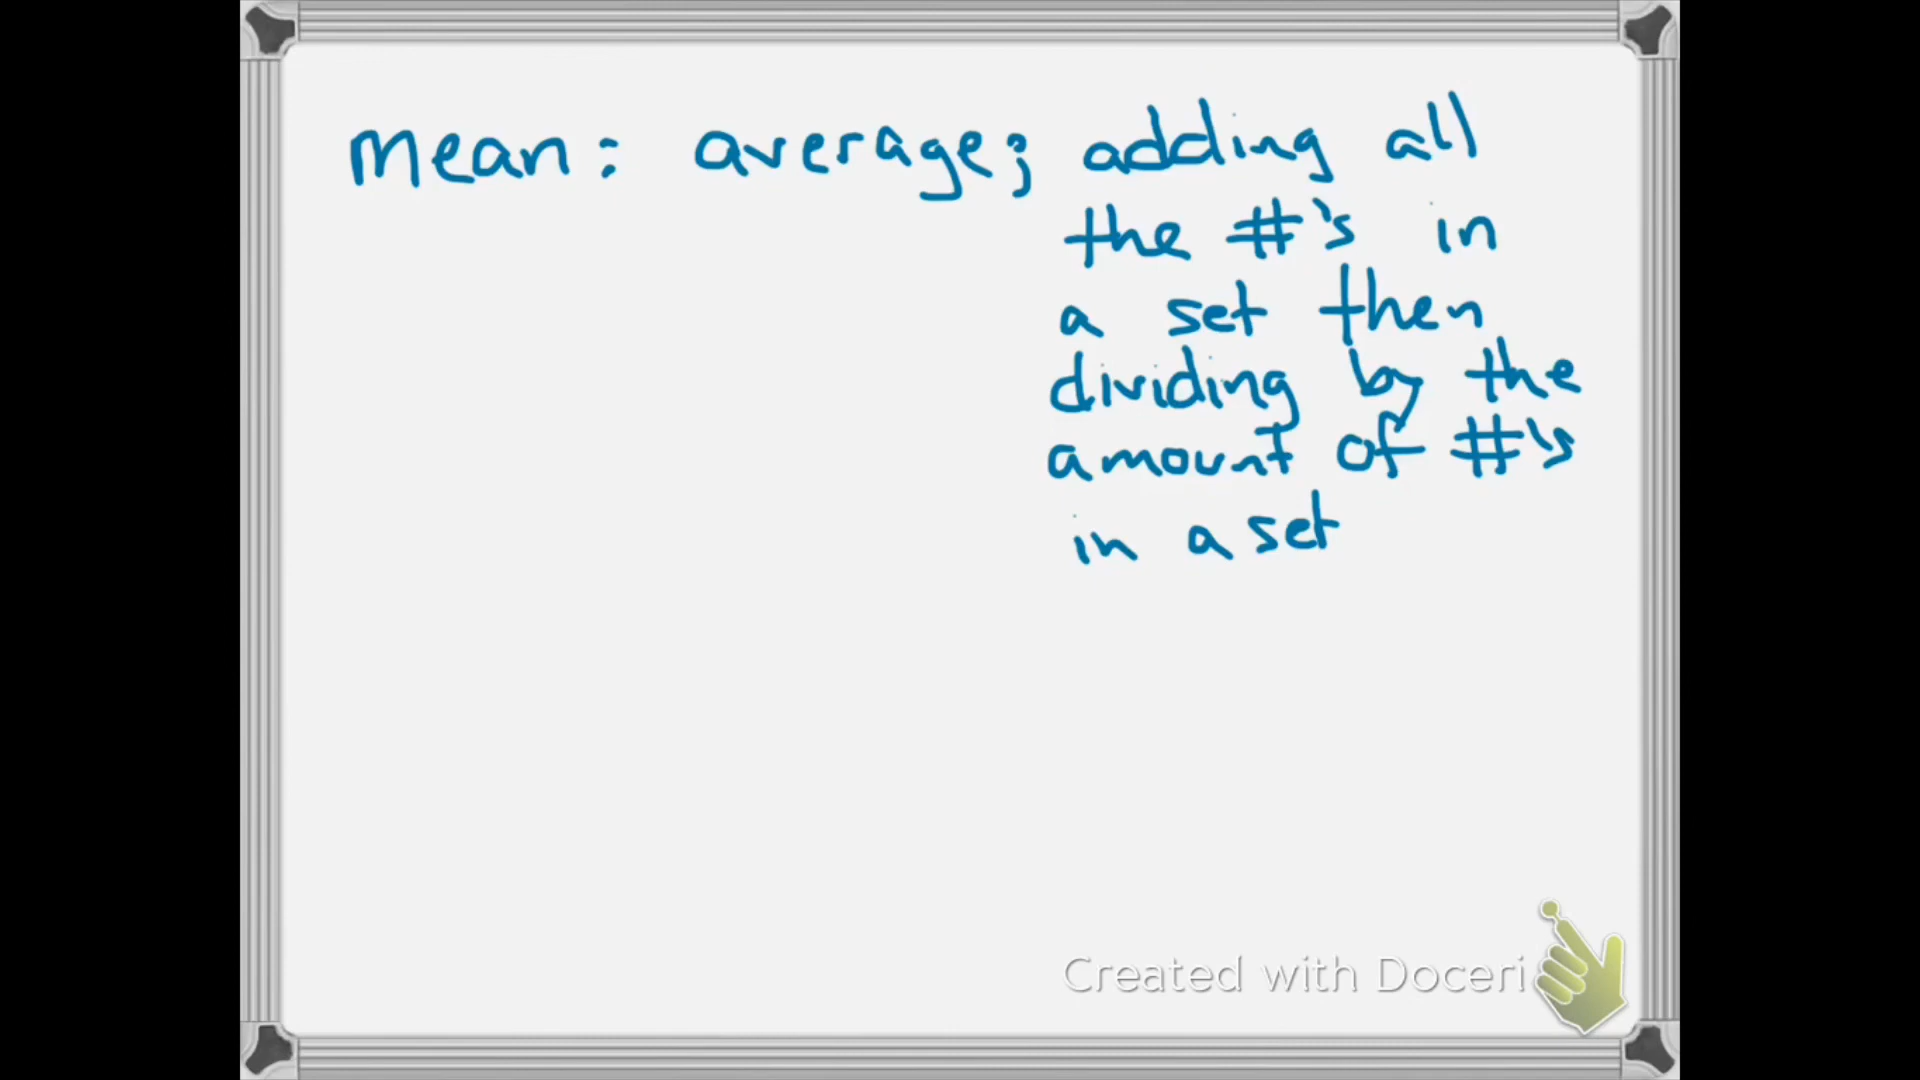 mean: average; adding all
the #'s in
a set then
dividing by the
amount of #'s
in a set
Created with Doceri